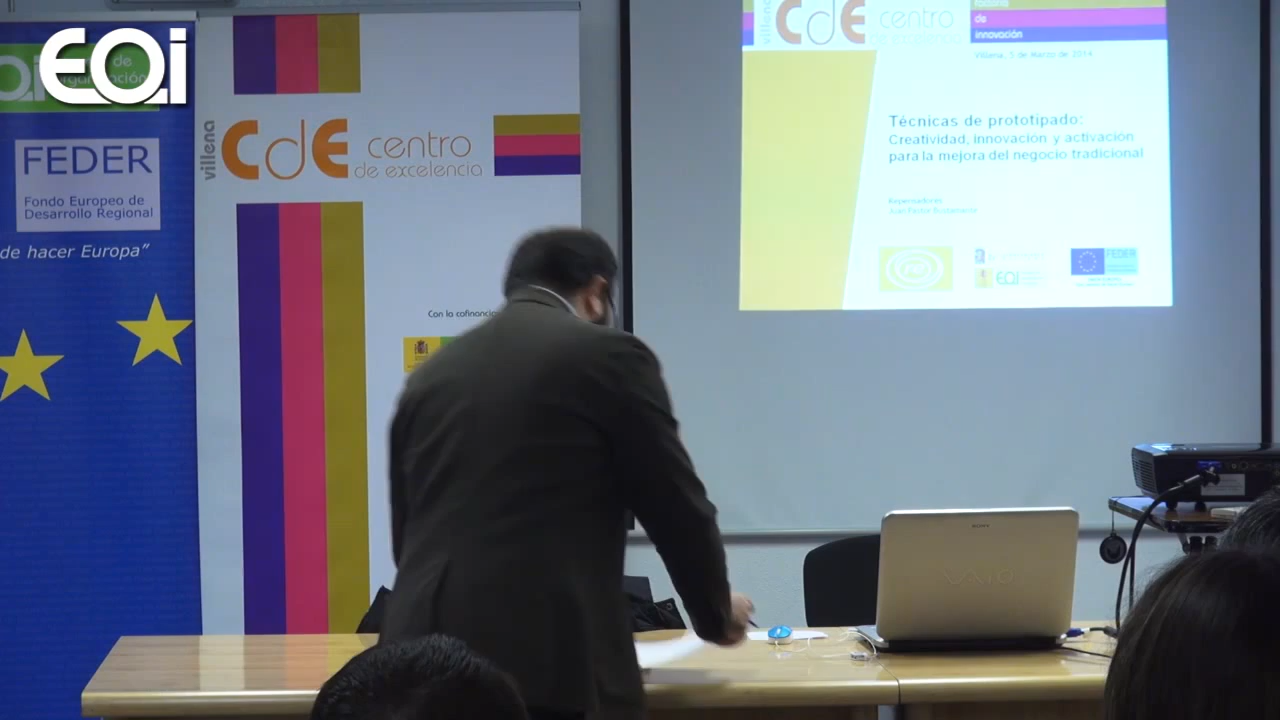 EOi
de
FEDER
Fondo Europeo de
Desarrollo Regional
de hacer Europa"
villena
CdE centro
de excelencia
Con la cofinancia
villena
CdE centro
de excelencia
de
innovación
Villena, 5 de Marzo de 2014
Técnicas de prototipado:
Creatividad, innovación y activación
para la mejora del negocio tradicional
Repensadores
EOi
FEDER
SONY
VAIO